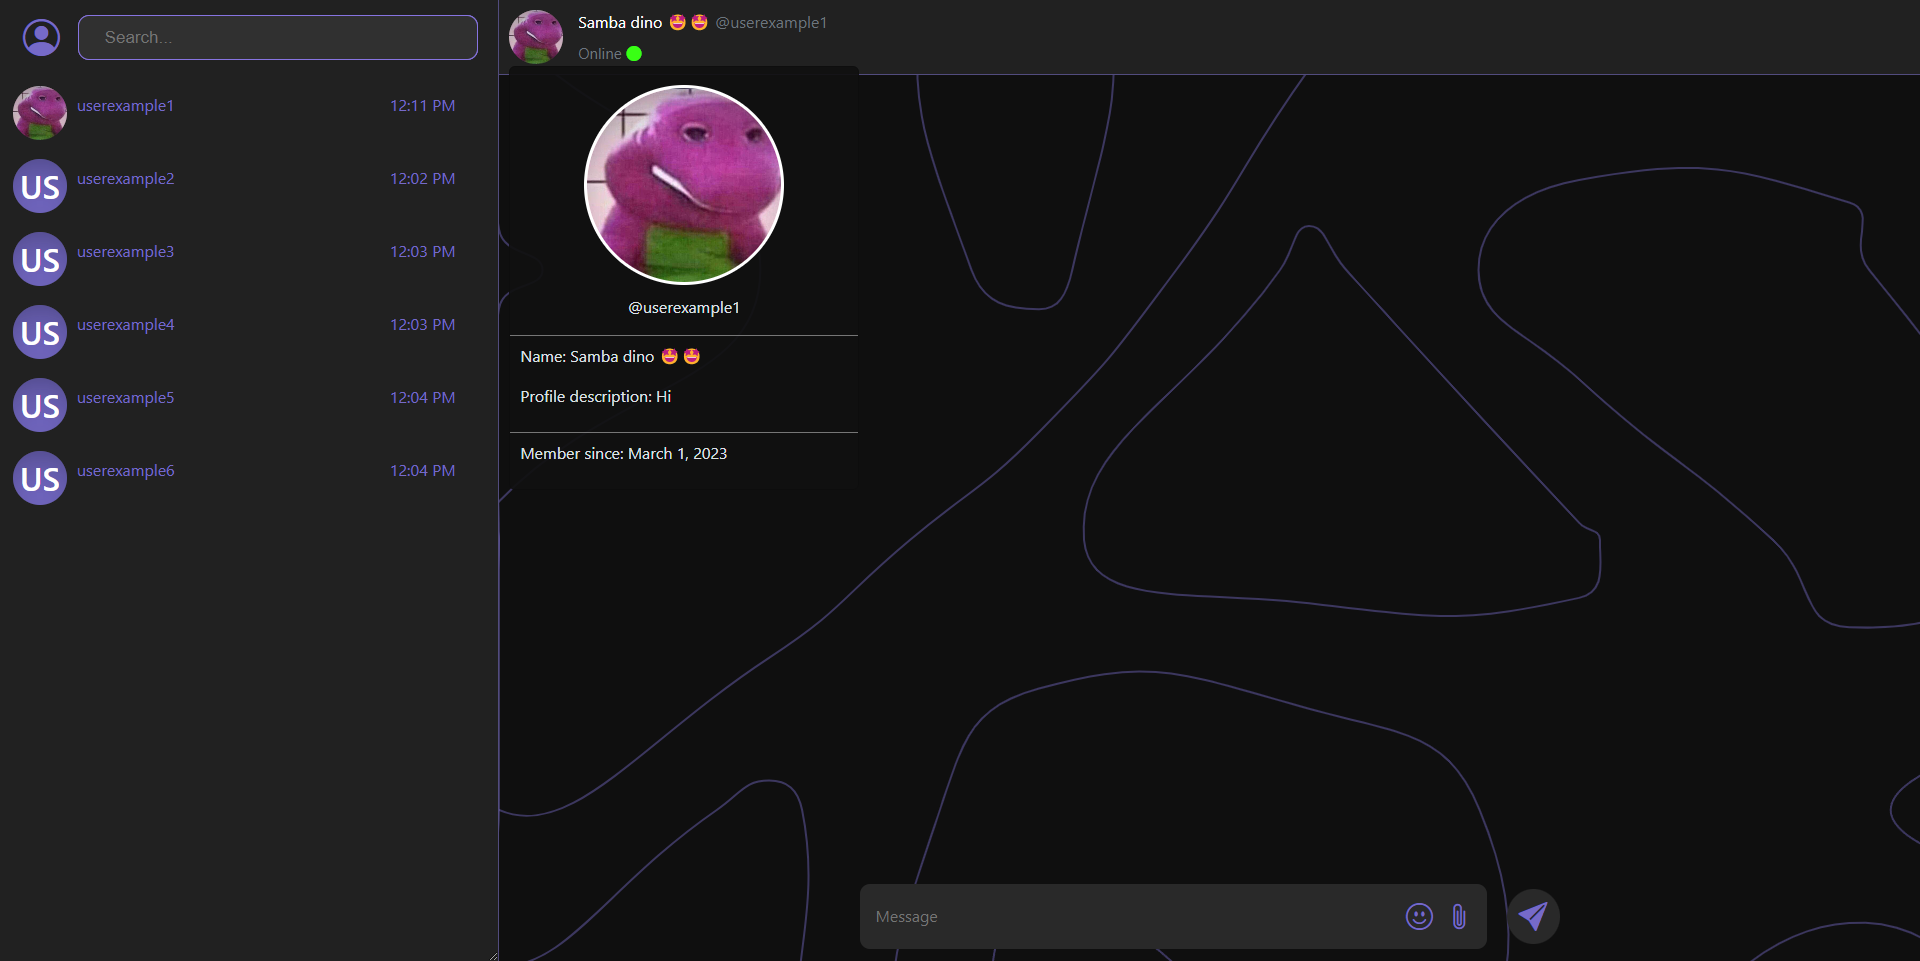 Search...
userexample1 12:11 PM
US userexample2 12:02 PM
US userexample3 12:03 PM
US userexample4 12:03 PM
US userexample5 12:04 PM
US userexample6 12:04 PM
Samba dino 🤩🤩 @userexample1
Online
@userexample1
Name: Samba dino 🤩🤩
Profile description: Hi
Member since: March 1, 2023
Message